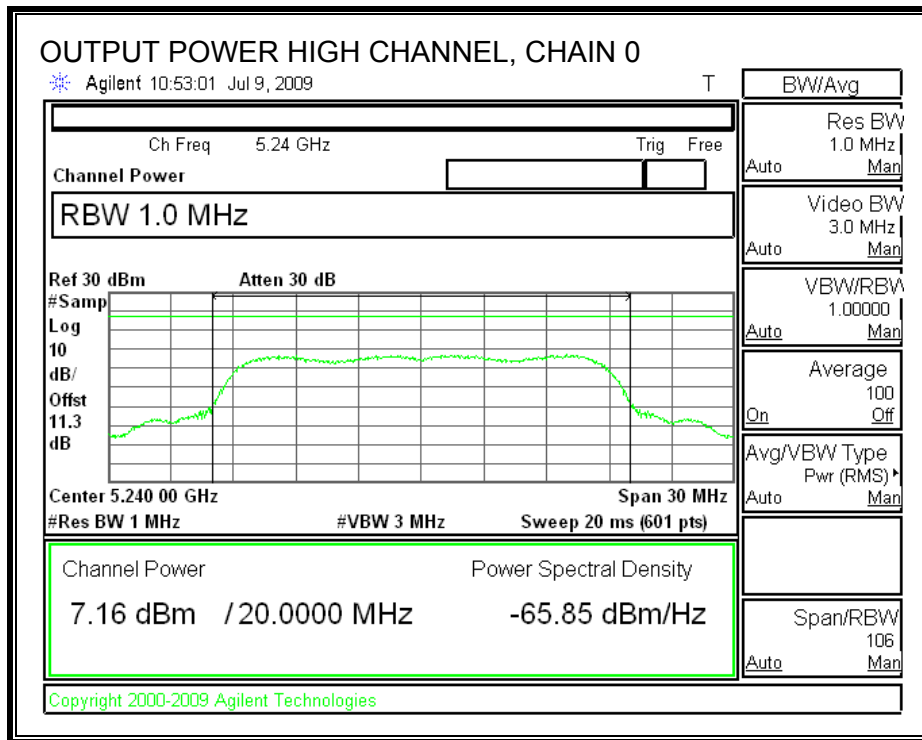 OUTPUT POWER HIGH CHANNEL, CHAIN 0
Agilent 10:53:01 Jul 9, 2009 T
Ch Freq 5.24 GHz Trig Free
Channel Power
RBW 1.0 MHz
Ref 30 dBm Atten 30 dB
#Samp
Log
10
dB/
Offst
11.3
dB
Center 5.240 00 GHz Span 30 MHz
#Res BW 1 MHz #VBW 3 MHz Sweep 20 ms (601 pts)
Channel Power Power Spectral Density
7.16 dBm /20.0000 MHz -65.85 dBm/Hz
Copyright 2000-2009 Agilent Technologies
BW/Avg
Res BW
1.0 MHz
Auto Man
Video BW
3.0 MHz
Auto Man
VBW/RBW
1.00000
Auto Man
Average
100
On Off
Avg/VBW Type
Pwr (RMS)
Auto Man
Span/RBW
106
Auto Man